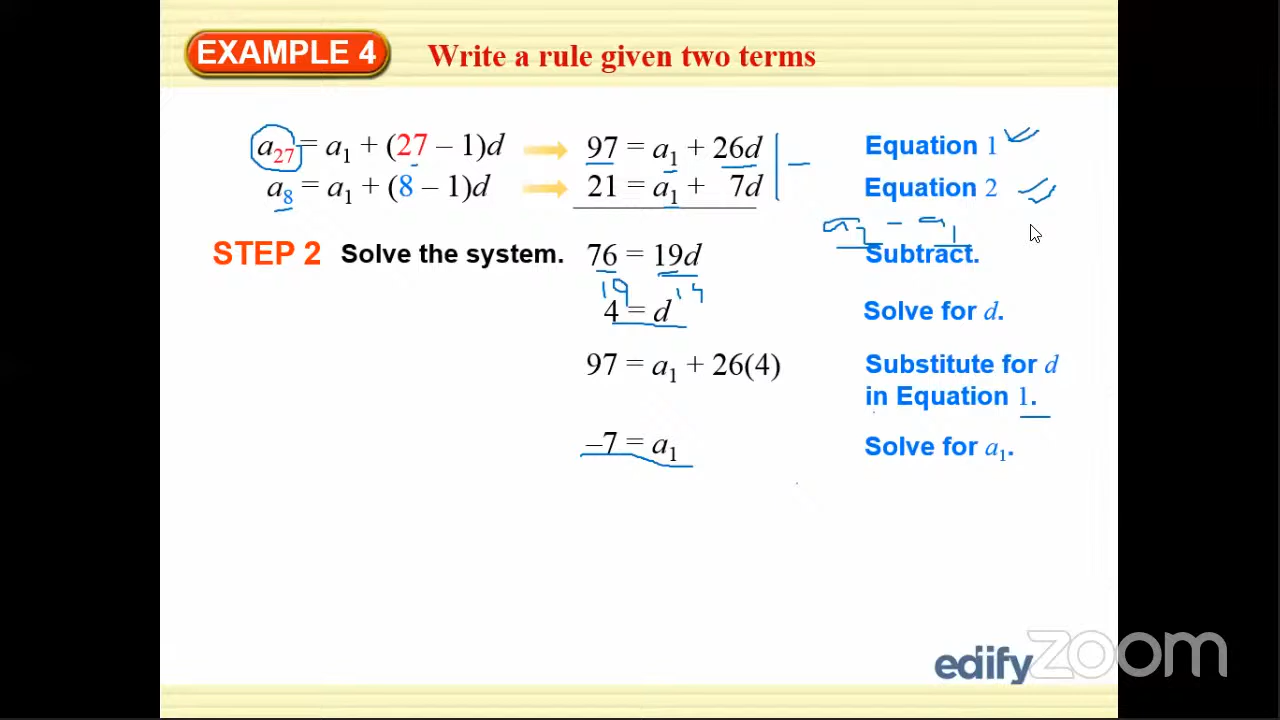 EXAMPLE 4 Write a rule given two terms
a₂₇ = a₁ + (27 – 1)d 97 = a₁ + 26d Equation 1
a₈ = a₁ + (8 – 1)d 21 = a₁ + 7d Equation 2
–
STEP 2 Solve the system. 76 = 19d Subtract.
19
4 = d Solve for d.
97 = a₁ + 26(4) Substitute for d
in Equation 1.
–7 = a₁ Solve for a₁.
edify zoom